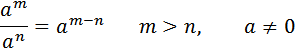 a^m/a^n = a^{m−n}  m > n,  a ≠ 0